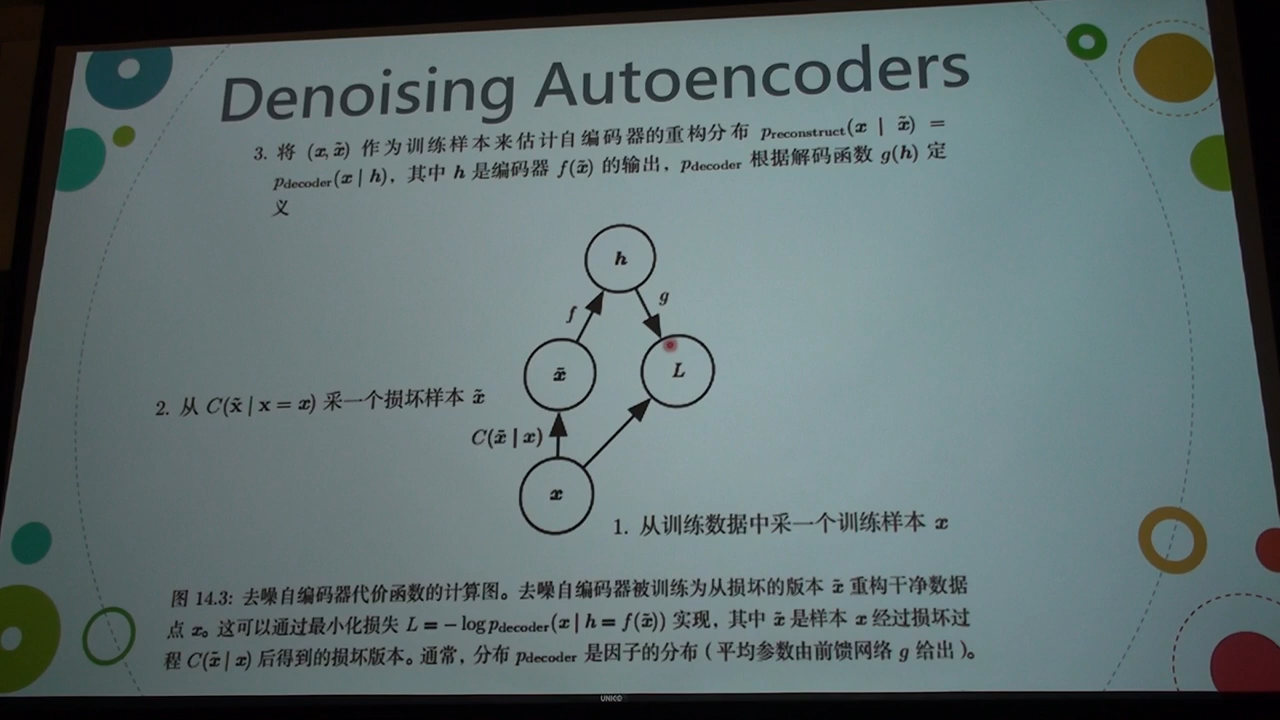 Denoising Autoencoders
3. 将 (x, x̃) 作为训练样本来估计自编码器的重构分布 p_reconstruct(x | x̃) =
p_decoder(x | h)，其中 h 是编码器 f(x̃) 的输出，p_decoder 根据解码函数 g(h) 定
义
h
f
g
x̃
L
2. 从 C(x̃ | x = x) 采一个损坏样本 x̃
C(x̃ | x)
x
1. 从训练数据中采一个训练样本 x
图 14.3: 去噪自编码器代价函数的计算图。去噪自编码器被训练为从损坏的版本 x̃ 重构干净数据
点 x。这可以通过最小化损失 L = − log p_decoder(x | h = f(x̃)) 实现，其中 x̃ 是样本 x 经过损坏过
程 C(x̃ | x) 后得到的损坏版本。通常，分布 p_decoder 是因子的分布（平均参数由前馈网络 g 给出）。
UNICO